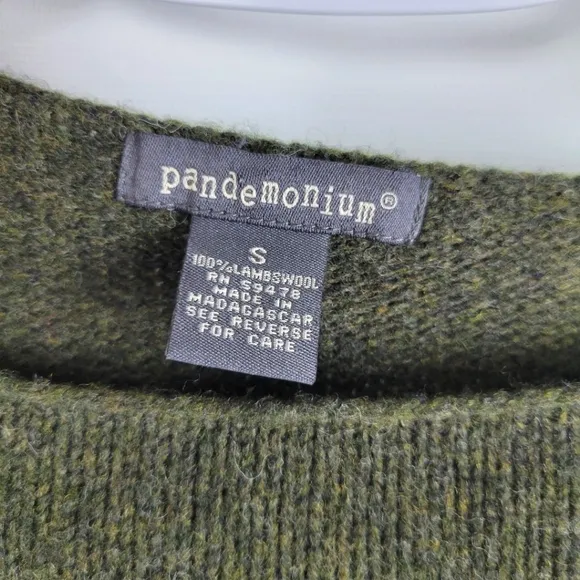 pandemonium®
S
100% LAMBSWOOL
RN 59478
MADE IN
MADAGASCAR
SEE REVERSE
FOR CARE